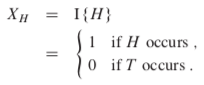 X_H = I{H}
= { 1 if H occurs ,
0 if T occurs .